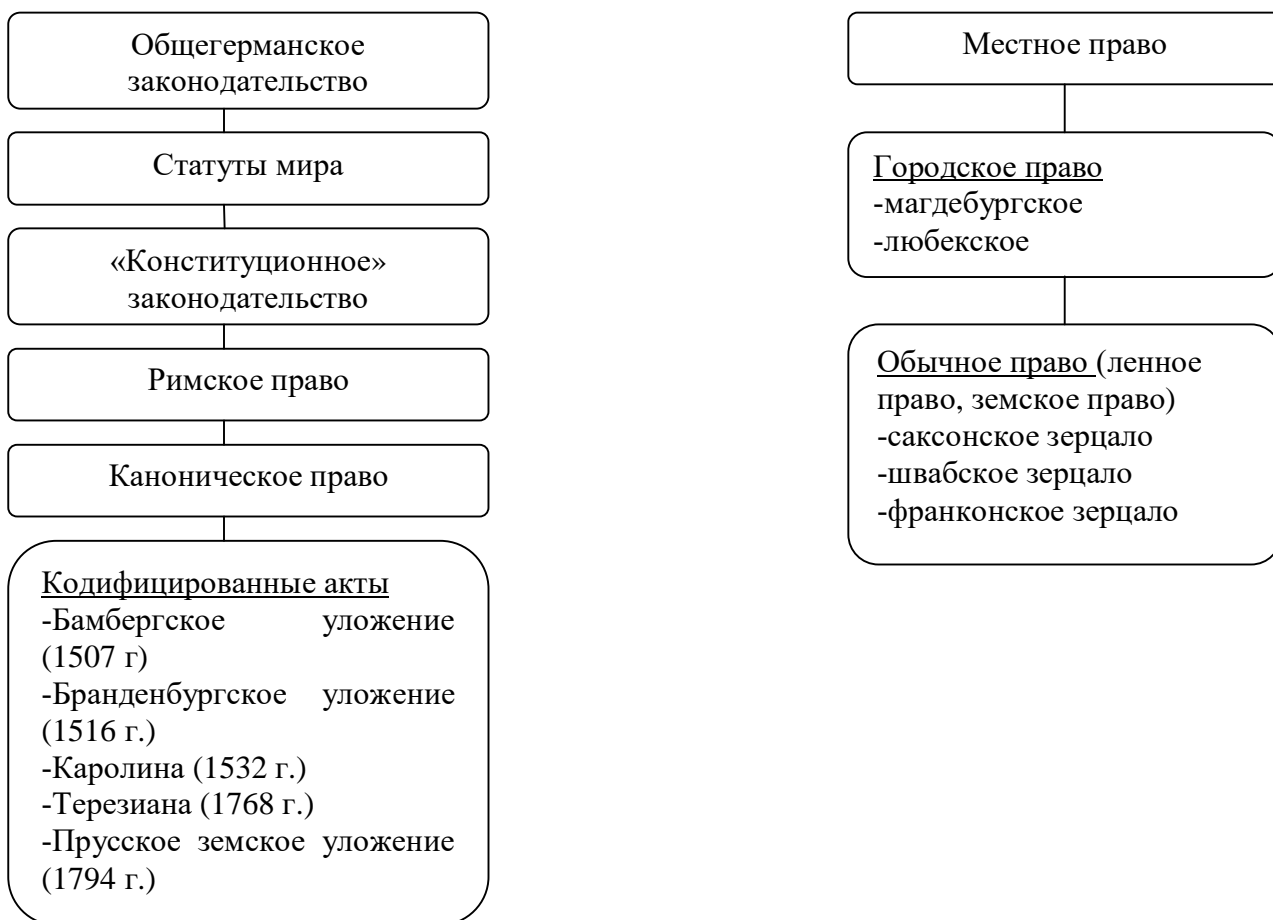 Общегерманское
законодательство
Статуты мира
«Конституционное»
законодательство
Римское право
Каноническое право
Кодифицированные акты
-Бамбергское уложение
(1507 г)
-Бранденбургское уложение
(1516 г.)
-Каролина (1532 г.)
-Терезиана (1768 г.)
-Прусское земское уложение
(1794 г.)
Местное право
Городское право
-магдебургское
-любекское
Обычное право (ленное
право, земское право)
-саксонское зерцало
-швабское зерцало
-франконское зерцало